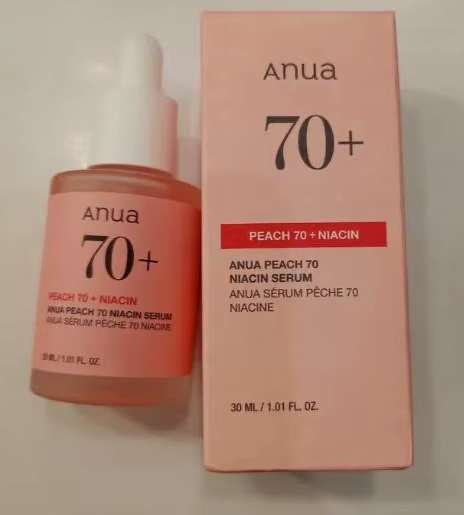 Anua
70+
PEACH 70 + NIACIN
ANUA PEACH 70 NIACIN SERUM
ANUA SÉRUM PÊCHE 70 NIACINE
30 ML / 1.01 FL. OZ.
Anua
70+
PEACH 70 + NIACIN
ANUA PEACH 70
NIACIN SERUM
ANUA SÉRUM PÊCHE 70
NIACINE
30 ML / 1.01 FL. OZ.